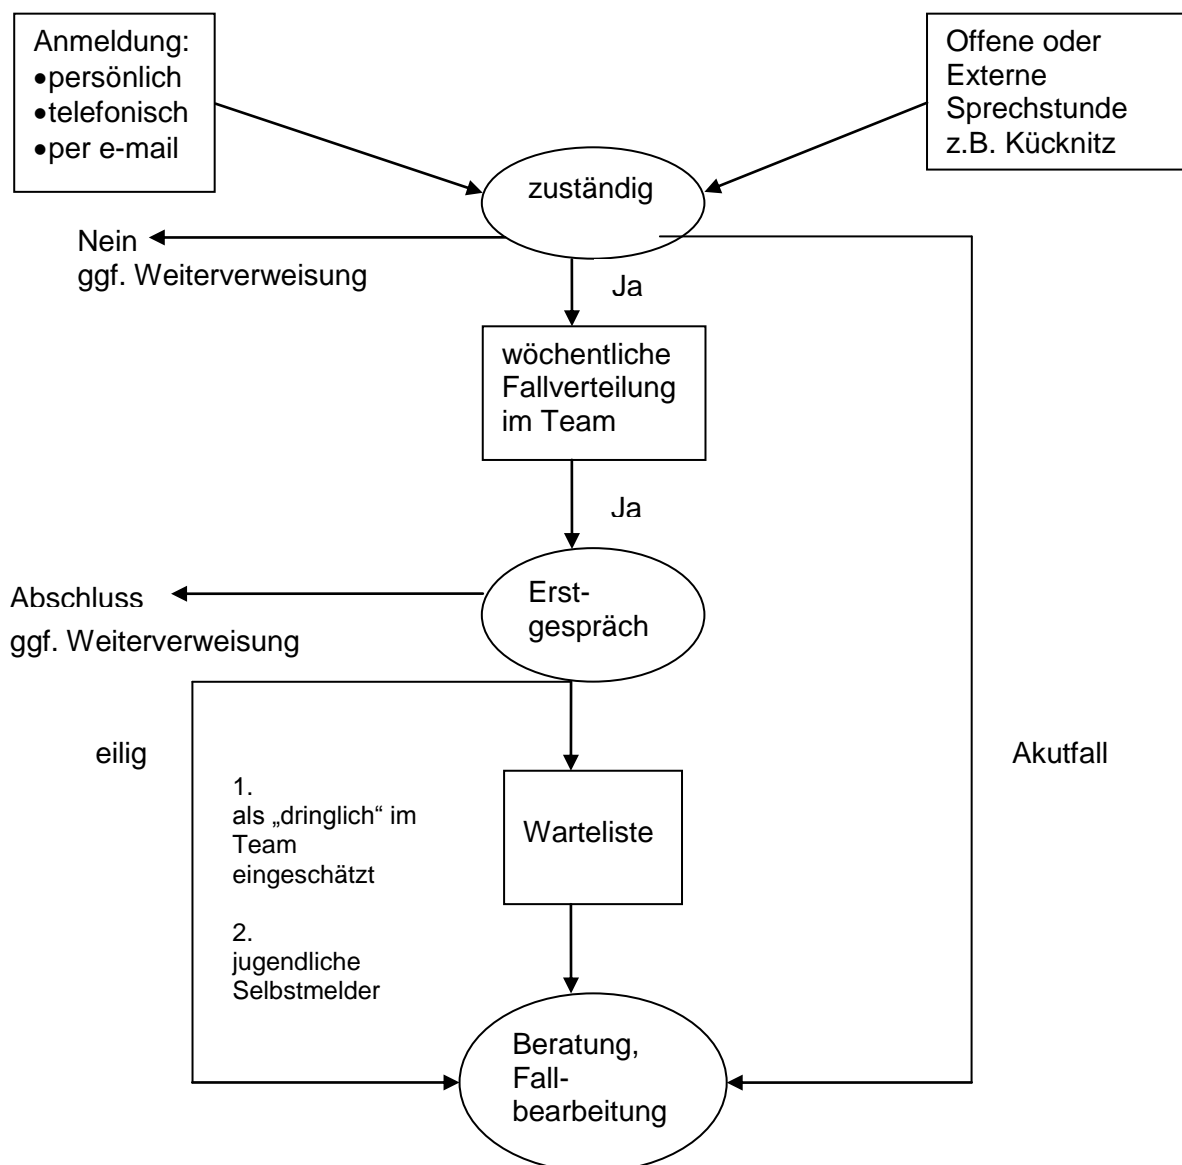 Anmeldung:
•persönlich
•telefonisch
•per e-mail
Offene oder
Externe
Sprechstunde
z.B. Kücknitz
zuständig
Nein
ggf. Weiterverweisung
Ja
wöchentliche
Fallverteilung
im Team
Ja
Erst-
gespräch
Abschluss
ggf. Weiterverweisung
eilig
Akutfall
1.
als „dringlich“ im
Team
eingeschätzt
2.
jugendliche
Selbstmelder
Warteliste
Beratung,
Fall-
bearbeitung